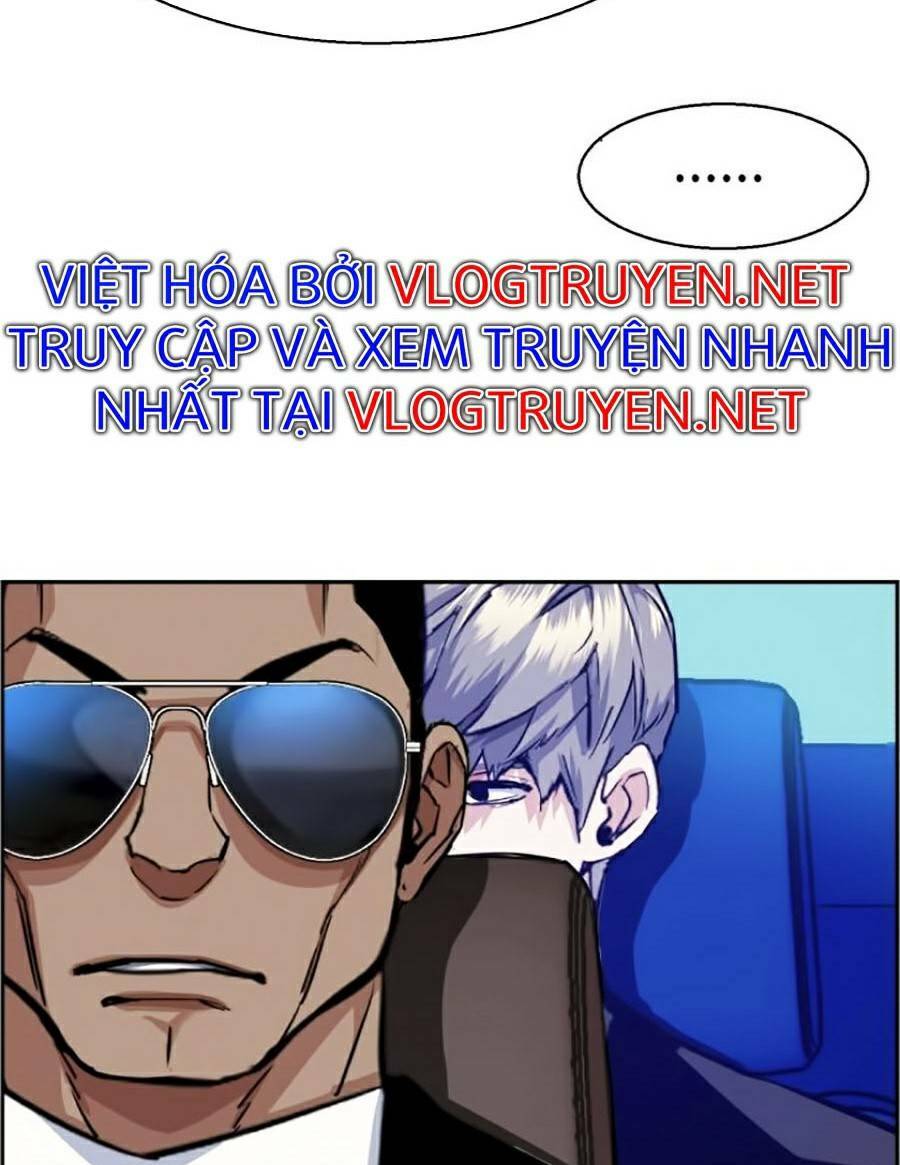 ......
VIỆT HÓA BỞI VLOGTRUYEN.NET
TRUY CẬP VÀ XEM TRUYỆN NHANH
NHẤT TẠI VLOGTRUYEN.NET